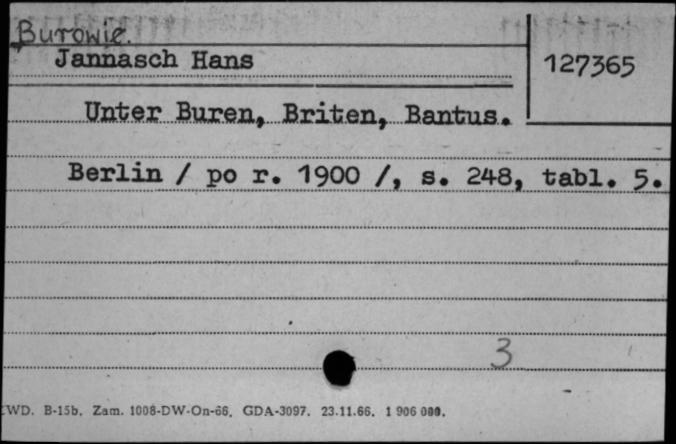 Burowie.
Jannasch Hans
127365
Unter Buren, Briten, Bantus.
Berlin / po r. 1900 /, s. 248, tabl. 5.
3
WD. B-15b. Zam. 1008-DW-On-66. GDA-3097. 23.11.66. 1 906 000.